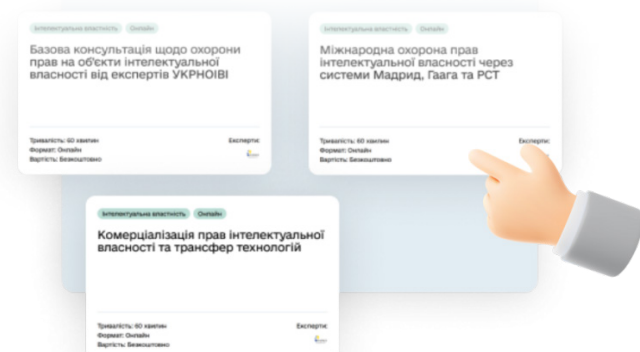 Інтелектуальна власність Онлайн
Базова консультація щодо охорони
прав на об'єкти інтелектуальної
власності від експертів УКРНОІВІ
Тривалість: 60 хвилин
Формат: Онлайн
Вартість: Безкоштовно
Експерти:
Інтелектуальна власність Онлайн
Міжнародна охорона прав
інтелектуальної власності через
системи Мадрид, Гаага та РСТ
Тривалість: 60 хвилин
Формат: Онлайн
Вартість: Безкоштовно
Експерти:
Інтелектуальна власність Онлайн
Комерціалізація прав інтелектуальної
власності та трансфер технологій
Тривалість: 60 хвилин
Формат: Онлайн
Вартість: Безкоштовно
Експерти: